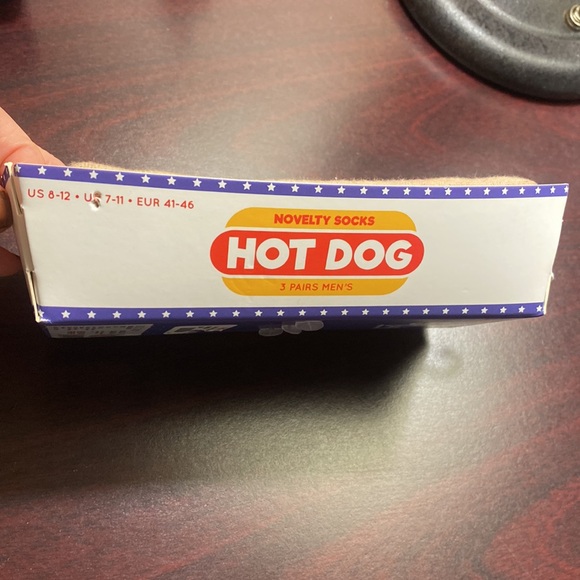 US 8-12 • US 7-11 • EUR 41-46
NOVELTY SOCKS
HOT DOG
3 PAIRS MEN'S